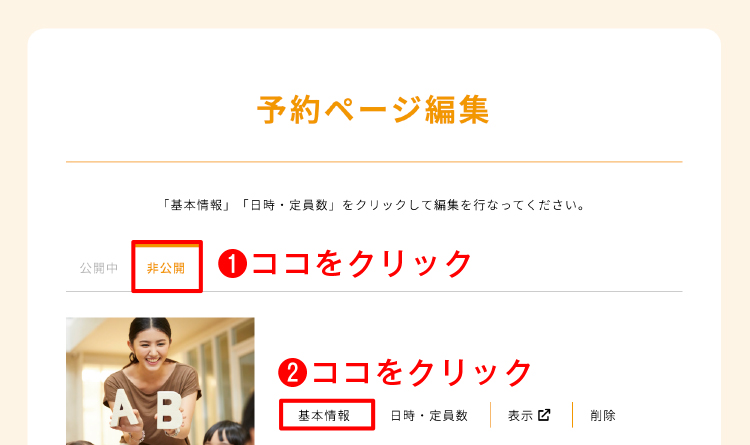 予約ページ編集
「基本情報」「日時・定員数」をクリックして編集を行なってください。
公開中 非公開 ❶ココをクリック
A B
❷ココをクリック
基本情報 日時・定員数 表示 削除